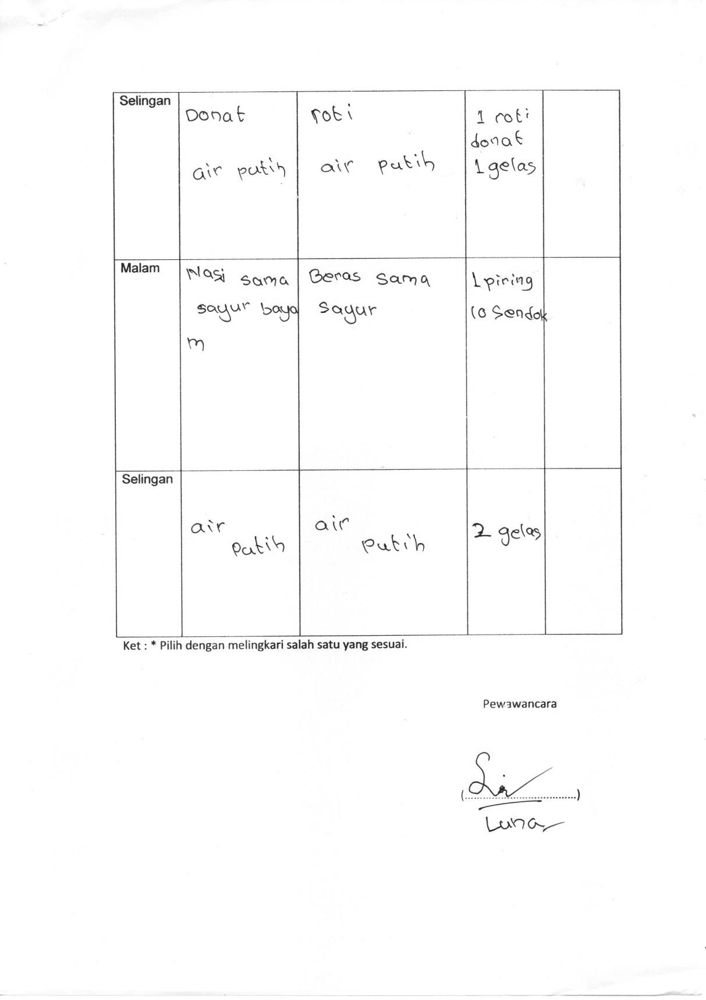 Selingan
Donat
roti
1 roti
donat
air putih
air putih
1 gelas
Malam
Nasi sama
Beras sama
1 piring
sayur baya
sayur
10 Sendok
m
Selingan
air
air
2 gelas
Putih
Putih
Ket : * Pilih dengan melingkari salah satu yang sesuai.
Pewawancara
(....................................)
Luna